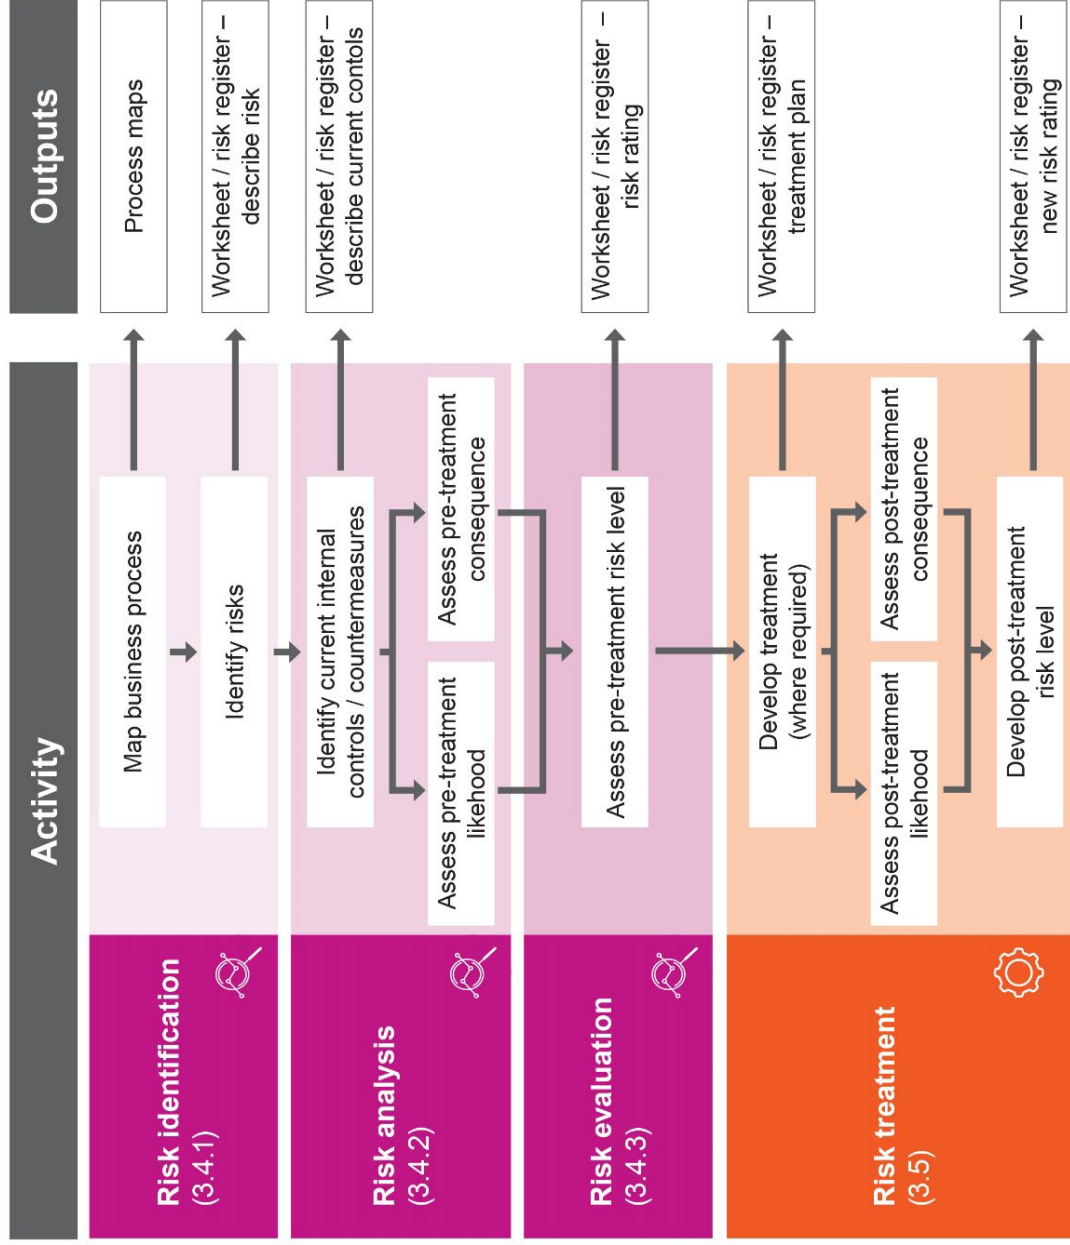 Activity
Outputs
Risk identification
(3.4.1)
Map business
process
Process maps
Identify risks
Worksheet / risk register –
describe risk
Risk analysis
(3.4.2)
Identify current internal
controls / countermeasures
Worksheet / risk register –
describe current contols
Assess pre-treatment
likehood
Assess pre-treatment
consequence
Risk evaluation
(3.4.3)
Assess pre-treatment risk level
Worksheet / risk register –
risk rating
Risk treatment
(3.5)
Develop treatment
(where required)
Worksheet / risk register –
treatment plan
Assess post-treatment
likehood
Assess post-treatment
consequence
Develop post-treatment
risk level
Worksheet / risk register –
new risk rating